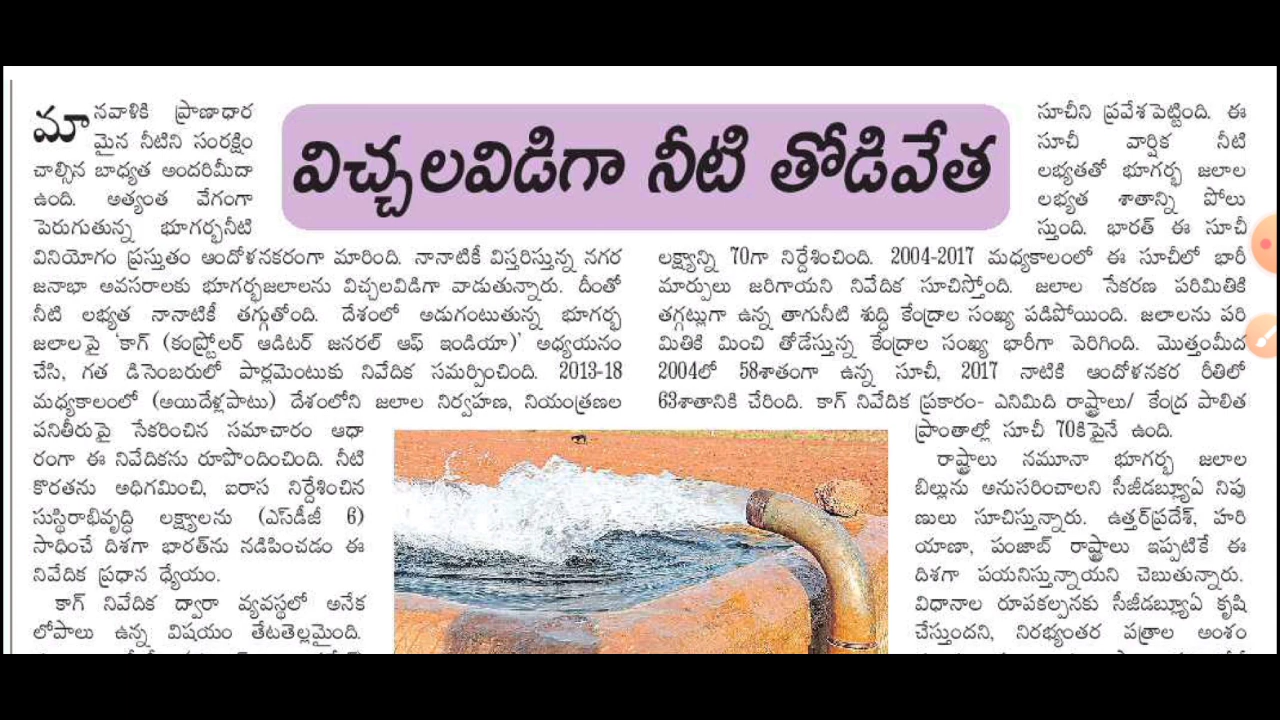 విచ్చలవిడిగా నీటి తోడివేత
మానవాళికి ప్రాణాధార
మైన నీటిని సంరక్షిం
చాల్సిన బాధ్యత అందరిమీదా
ఉంది. అత్యంత వేగంగా
పెరుగుతున్న భూగర్భనీటి
వినియోగం ప్రస్తుతం ఆందోళనకరంగా మారింది. నానాటికీ విస్తరిస్తున్న నగర
జనాభా అవసరాలకు భూగర్భజలాలను విచ్చలవిడిగా వాడుతున్నారు. దీంతో
నీటి లభ్యత నానాటికీ తగ్గుతోంది. దేశంలో అడుగంటుతున్న భూగర్భ
జలాలపై ‘కాగ్ (కంప్ట్రోలర్ ఆడిటర్ జనరల్ ఆఫ్ ఇండియా)’ అధ్యయనం
చేసి, గత డిసెంబరులో పార్లమెంటుకు నివేదిక సమర్పించింది. 2013-18
మధ్యకాలంలో (అయిదేళ్లపాటు) దేశంలోని జలాల నిర్వహణ, నియంత్రణల
పనితీరుపై సేకరించిన సమాచారం ఆధా
రంగా ఈ నివేదికను రూపొందించింది. నీటి
కొరతను అధిగమించి, ఐరాస నిర్దేశించిన
సుస్థిరాభివృద్ధి లక్ష్యాలను (ఎస్‌డీజీ 6)
సాధించే దిశగా భారత్‌ను నడిపించడం ఈ
నివేదిక ప్రధాన ధ్యేయం.
కాగ్ నివేదిక ద్వారా వ్యవస్థలో అనేక
లోపాలు ఉన్న విషయం తేటతెల్లమైంది.
సూచీని ప్రవేశపెట్టింది. ఈ
సూచీ వార్షిక నీటి
లభ్యతతో భూగర్భ జలాల
లభ్యత శాతాన్ని పోలు
స్తుంది. భారత్ ఈ సూచీ
లక్ష్యాన్ని 70గా నిర్దేశించింది. 2004-2017 మధ్యకాలంలో ఈ సూచీలో భారీ
మార్పులు జరిగాయని నివేదిక సూచిస్తోంది. జలాల సేకరణ పరిమితికి
తగ్గట్లుగా ఉన్న తాగునీటి శుద్ధి కేంద్రాల సంఖ్య పడిపోయింది. జలాలను పరి
మితికి మించి తోడేస్తున్న కేంద్రాల సంఖ్య భారీగా పెరిగింది. మొత్తంమీద
2004లో 58శాతంగా ఉన్న సూచీ, 2017 నాటికి ఆందోళనకర రీతిలో
63శాతానికి చేరింది. కాగ్ నివేదిక ప్రకారం- ఎనిమిది రాష్ట్రాలు/ కేంద్ర పాలిత
ప్రాంతాల్లో సూచీ 70కిపైనే ఉంది.
రాష్ట్రాలు నమూనా భూగర్భ జలాల
బిల్లును అనుసరించాలని సీజీడబ్ల్యూఏ నిపు
ణులు సూచిస్తున్నారు. ఉత్తర్‌ప్రదేశ్, హరి
యాణా, పంజాబ్ రాష్ట్రాలు ఇప్పటికే ఈ
దిశగా పయనిస్తున్నాయని చెబుతున్నారు.
విధానాల రూపకల్పనకు సీజీడబ్ల్యూఏ కృషి
చేస్తుందని, నిరభ్యంతర పత్రాల అంశం